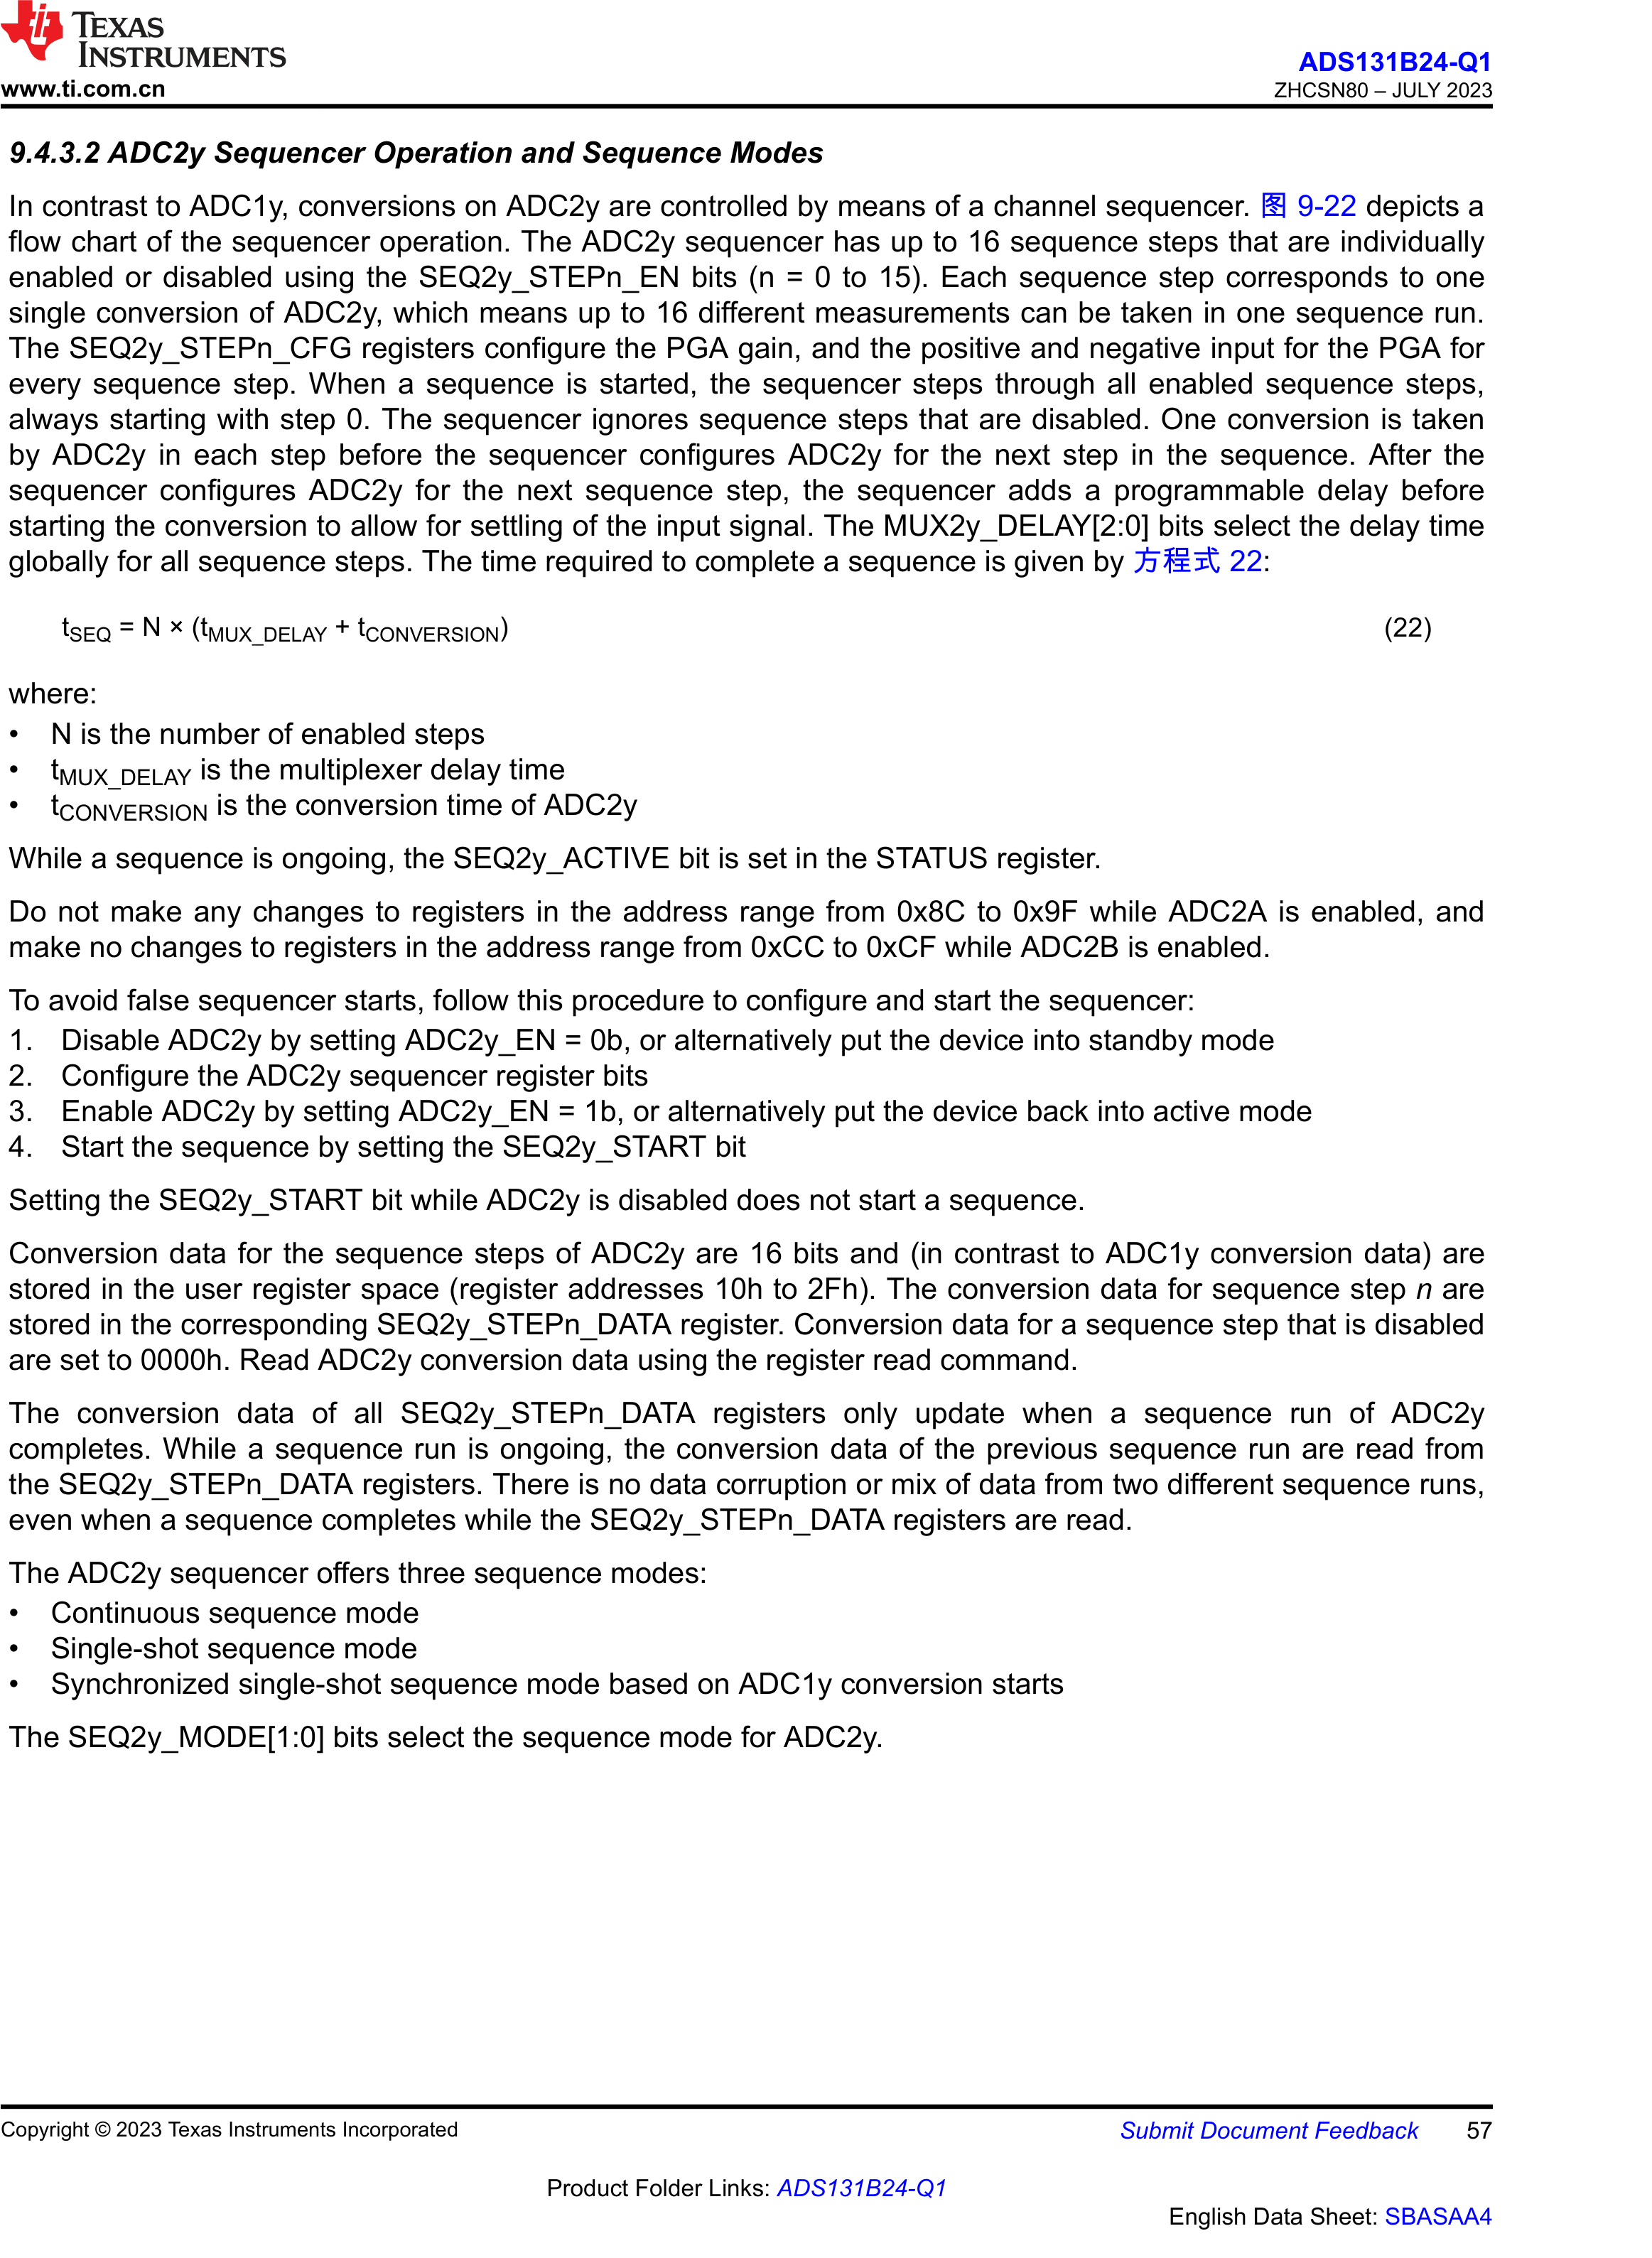 TEXAS
INSTRUMENTS
www.ti.com.cn
ADS131B24-Q1
ZHCSN80 – JULY 2023
9.4.3.2 ADC2y Sequencer Operation and Sequence Modes
In contrast to ADC1y, conversions on ADC2y are controlled by means of a channel sequencer. 图 9-22 depicts a
flow chart of the sequencer operation. The ADC2y sequencer has up to 16 sequence steps that are individually
enabled or disabled using the SEQ2y_STEPn_EN bits (n = 0 to 15). Each sequence step corresponds to one
single conversion of ADC2y, which means up to 16 different measurements can be taken in one sequence run.
The SEQ2y_STEPn_CFG registers configure the PGA gain, and the positive and negative input for the PGA for
every sequence step. When a sequence is started, the sequencer steps through all enabled sequence steps,
always starting with step 0. The sequencer ignores sequence steps that are disabled. One conversion is taken
by ADC2y in each step before the sequencer configures ADC2y for the next step in the sequence. After the
sequencer configures ADC2y for the next sequence step, the sequencer adds a programmable delay before
starting the conversion to allow for settling of the input signal. The MUX2y_DELAY[2:0] bits select the delay time
globally for all sequence steps. The time required to complete a sequence is given by 方程式 22:
tSEQ = N × (tMUX_DELAY + tCONVERSION) (22)
where:
• N is the number of enabled steps
• tMUX_DELAY is the multiplexer delay time
• tCONVERSION is the conversion time of ADC2y
While a sequence is ongoing, the SEQ2y_ACTIVE bit is set in the STATUS register.
Do not make any changes to registers in the address range from 0x8C to 0x9F while ADC2A is enabled, and
make no changes to registers in the address range from 0xCC to 0xCF while ADC2B is enabled.
To avoid false sequencer starts, follow this procedure to configure and start the sequencer:
1. Disable ADC2y by setting ADC2y_EN = 0b, or alternatively put the device into standby mode
2. Configure the ADC2y sequencer register bits
3. Enable ADC2y by setting ADC2y_EN = 1b, or alternatively put the device back into active mode
4. Start the sequence by setting the SEQ2y_START bit
Setting the SEQ2y_START bit while ADC2y is disabled does not start a sequence.
Conversion data for the sequence steps of ADC2y are 16 bits and (in contrast to ADC1y conversion data) are
stored in the user register space (register addresses 10h to 2Fh). The conversion data for sequence step n are
stored in the corresponding SEQ2y_STEPn_DATA register. Conversion data for a sequence step that is disabled
are set to 0000h. Read ADC2y conversion data using the register read command.
The conversion data of all SEQ2y_STEPn_DATA registers only update when a sequence run of ADC2y
completes. While a sequence run is ongoing, the conversion data of the previous sequence run are read from
the SEQ2y_STEPn_DATA registers. There is no data corruption or mix of data from two different sequence runs,
even when a sequence completes while the SEQ2y_STEPn_DATA registers are read.
The ADC2y sequencer offers three sequence modes:
• Continuous sequence mode
• Single-shot sequence mode
• Synchronized single-shot sequence mode based on ADC1y conversion starts
The SEQ2y_MODE[1:0] bits select the sequence mode for ADC2y.
Copyright © 2023 Texas Instruments Incorporated
Submit Document Feedback 57
Product Folder Links: ADS131B24-Q1
English Data Sheet: SBASAA4